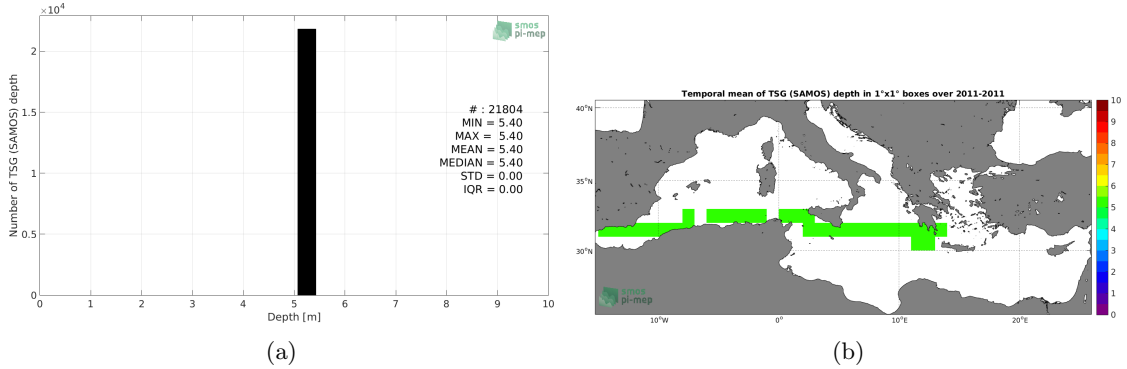 ×10⁴
2
1.5
1
0.5
0
Number of TSG (SAMOS) depth
smos
pi-mep
# : 21804
MIN = 5.40
MAX = 5.40
MEAN = 5.40
MEDIAN = 5.40
STD = 0.00
IQR = 0.00
0 1 2 3 4 5 6 7 8 9 10
Depth [m]
(a)
Temporal mean of TSG (SAMOS) depth in 1°x1° boxes over 2011-2011
40°N
35°N
30°N
10°W 0° 10°E 20°E
smos
pi-mep
10
9
8
7
6
5
4
3
2
1
0
(b)